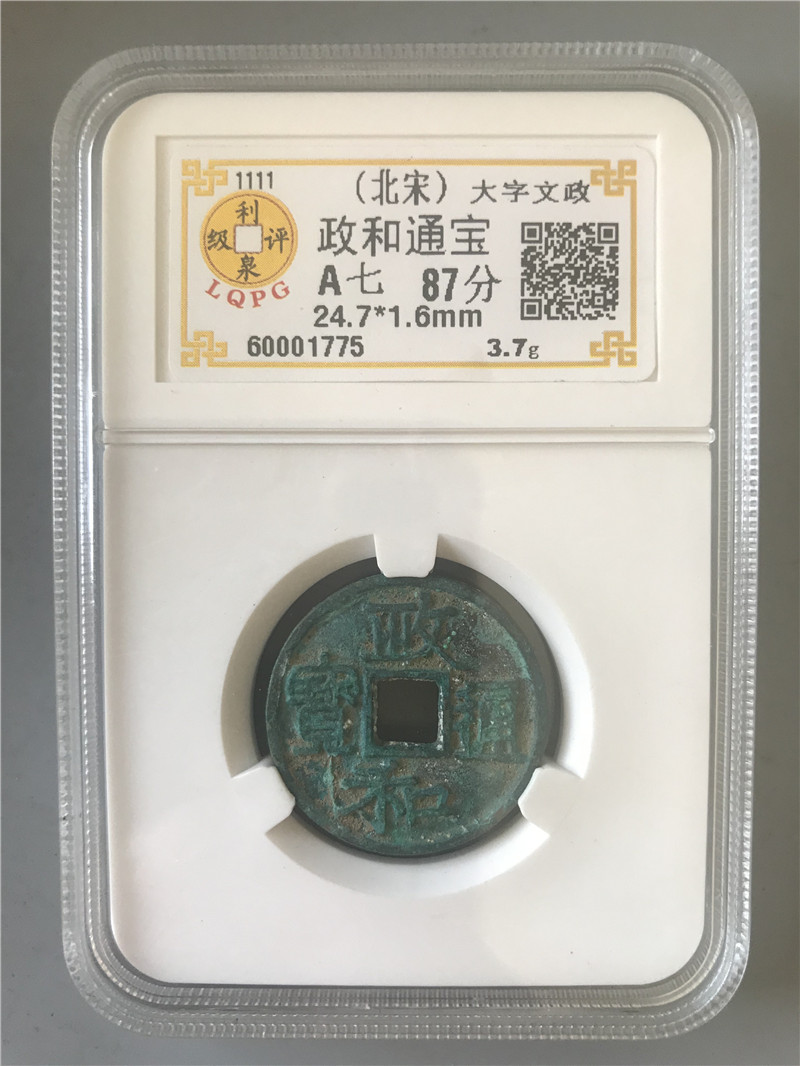 1111
（北宋）大字文政
利泉评级
LQPG
政和通宝
A七 87分
24.7*1.6mm
60001775 3.7g
政和通寳